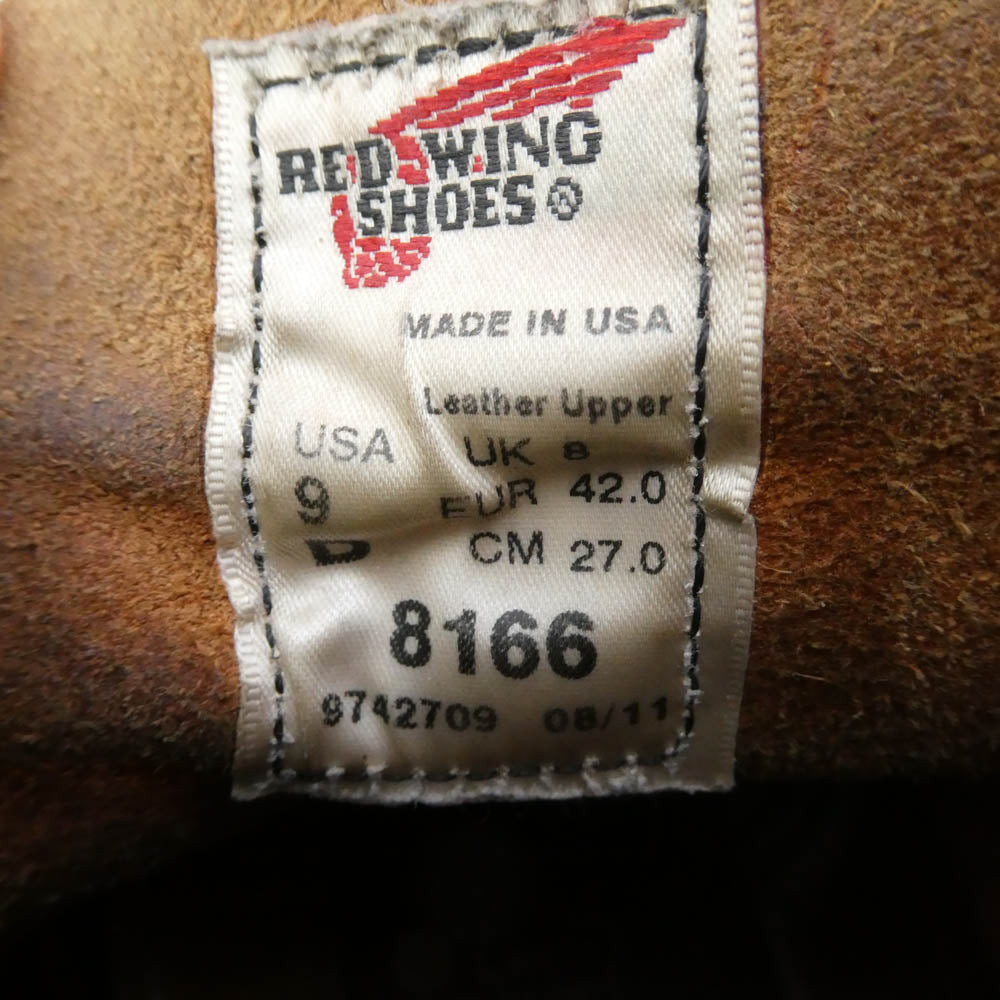 RED WING
SHOES ®
MADE IN USA
Leather Upper
USA UK 8
9 EUR 42.0
D CM 27.0
8166
9742709 08/11